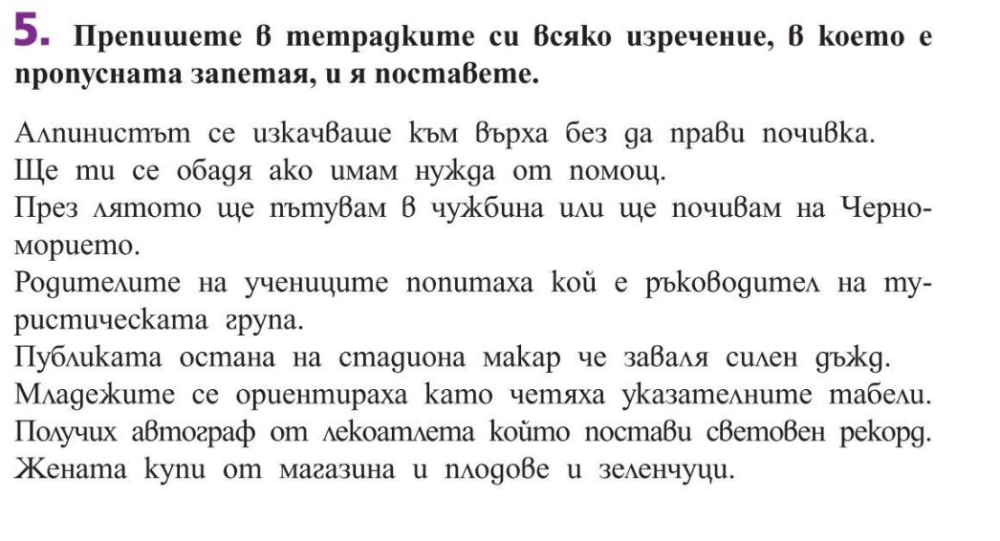 5. Препишете в тетрадките си всяко изречение, в което е
пропусната запетая, и я поставете.
Алпинистът се изкачваше към върха без да прави почивка.
Ще ти се обадя ако имам нужда от помощ.
През лятото ще пътувам в чужбина или ще почивам на Черно-
морието.
Родителите на учениците попитаха кой е ръководител на ту-
ристическата група.
Публиката остана на стадиона макар че заваля силен дъжд.
Младежите се ориентираха като четяха указателните табели.
Получих автограф от лекоатлета който постави световен рекорд.
Жената купи от магазина и плодове и зеленчуци.